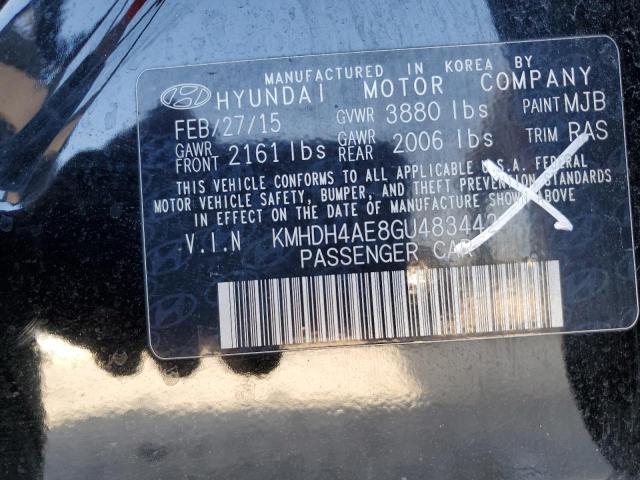 MANUFACTURED IN KOREA BY
HYUNDAI MOTOR COMPANY
FEB/27/15 GVWR 3880 lbs PAINT MJB
GAWR FRONT 2161 lbs GAWR REAR 2006 lbs TRIM RAS
THIS VEHICLE CONFORMS TO ALL APPLICABLE U.S.A. FEDERAL
MOTOR VEHICLE SAFETY, BUMPER, AND THEFT PREVENTION STANDARDS
IN EFFECT ON THE DATE OF MANUFACTURE SHOWN ABOVE
V.I.N KMHDH4AE8GU483442
PASSENGER CAR